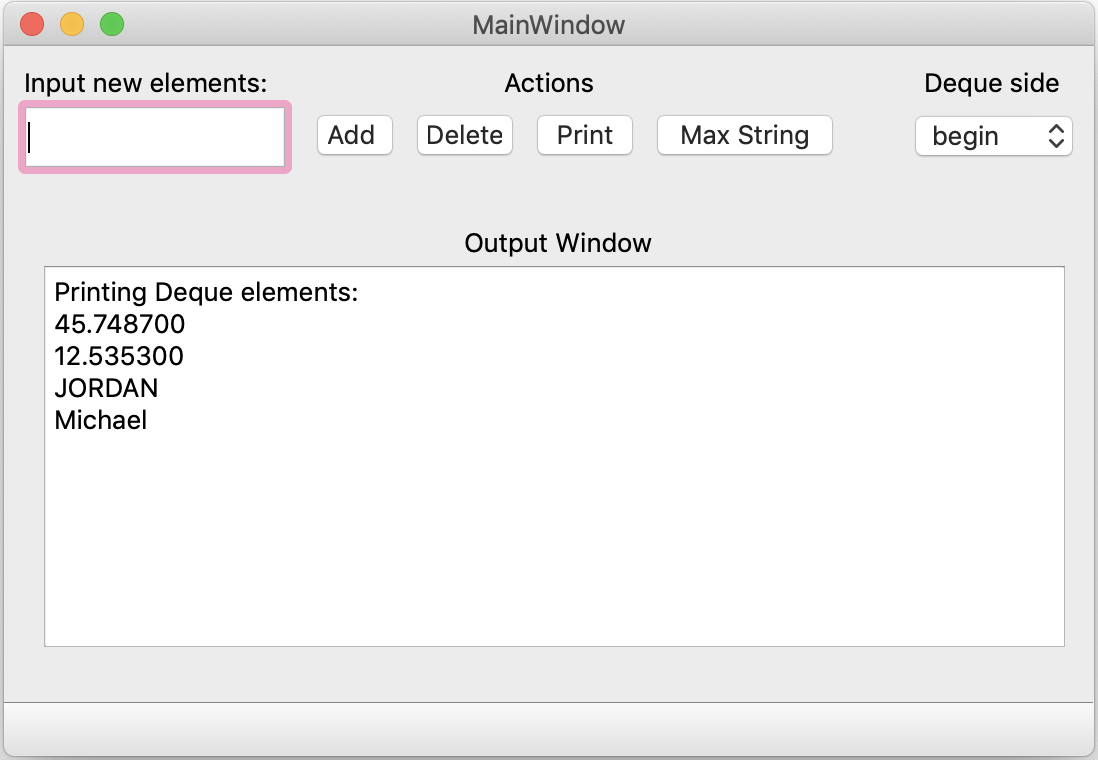 MainWindow
Input new elements:
Actions
Deque side
Add
Delete
Print
Max String
begin
Output Window
Printing Deque elements:
45.748700
12.535300
JORDAN
Michael